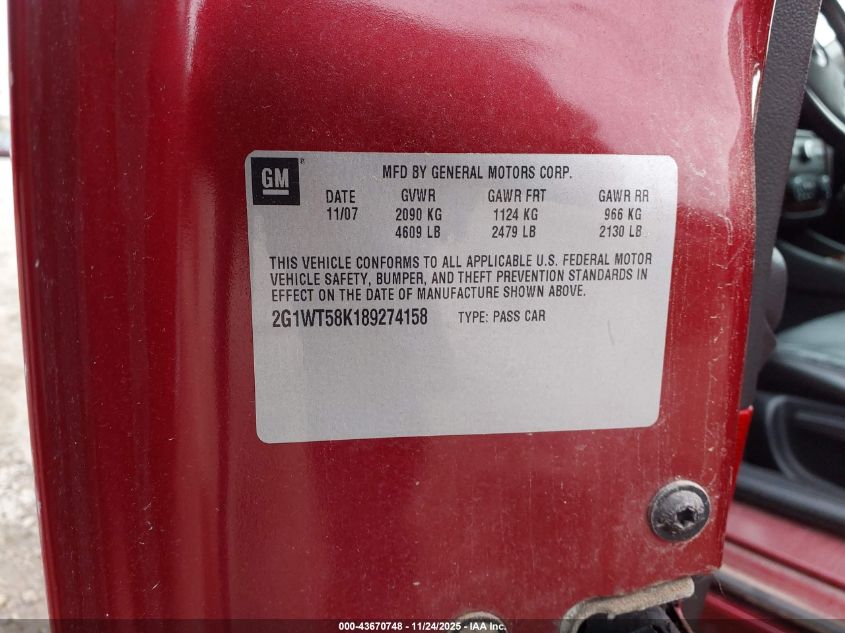 GM ®
MFD BY GENERAL MOTORS CORP.
DATE GVWR GAWR FRT GAWR RR
11/07 2090 KG 1124 KG 966 KG
4609 LB 2479 LB 2130 LB
THIS VEHICLE CONFORMS TO ALL APPLICABLE U.S. FEDERAL MOTOR
VEHICLE SAFETY, BUMPER, AND THEFT PREVENTION STANDARDS IN
EFFECT ON THE DATE OF MANUFACTURE SHOWN ABOVE.
2G1WT58K189274158 TYPE: PASS CAR
000-43670748 - 11/24/2025 - IAA Inc.